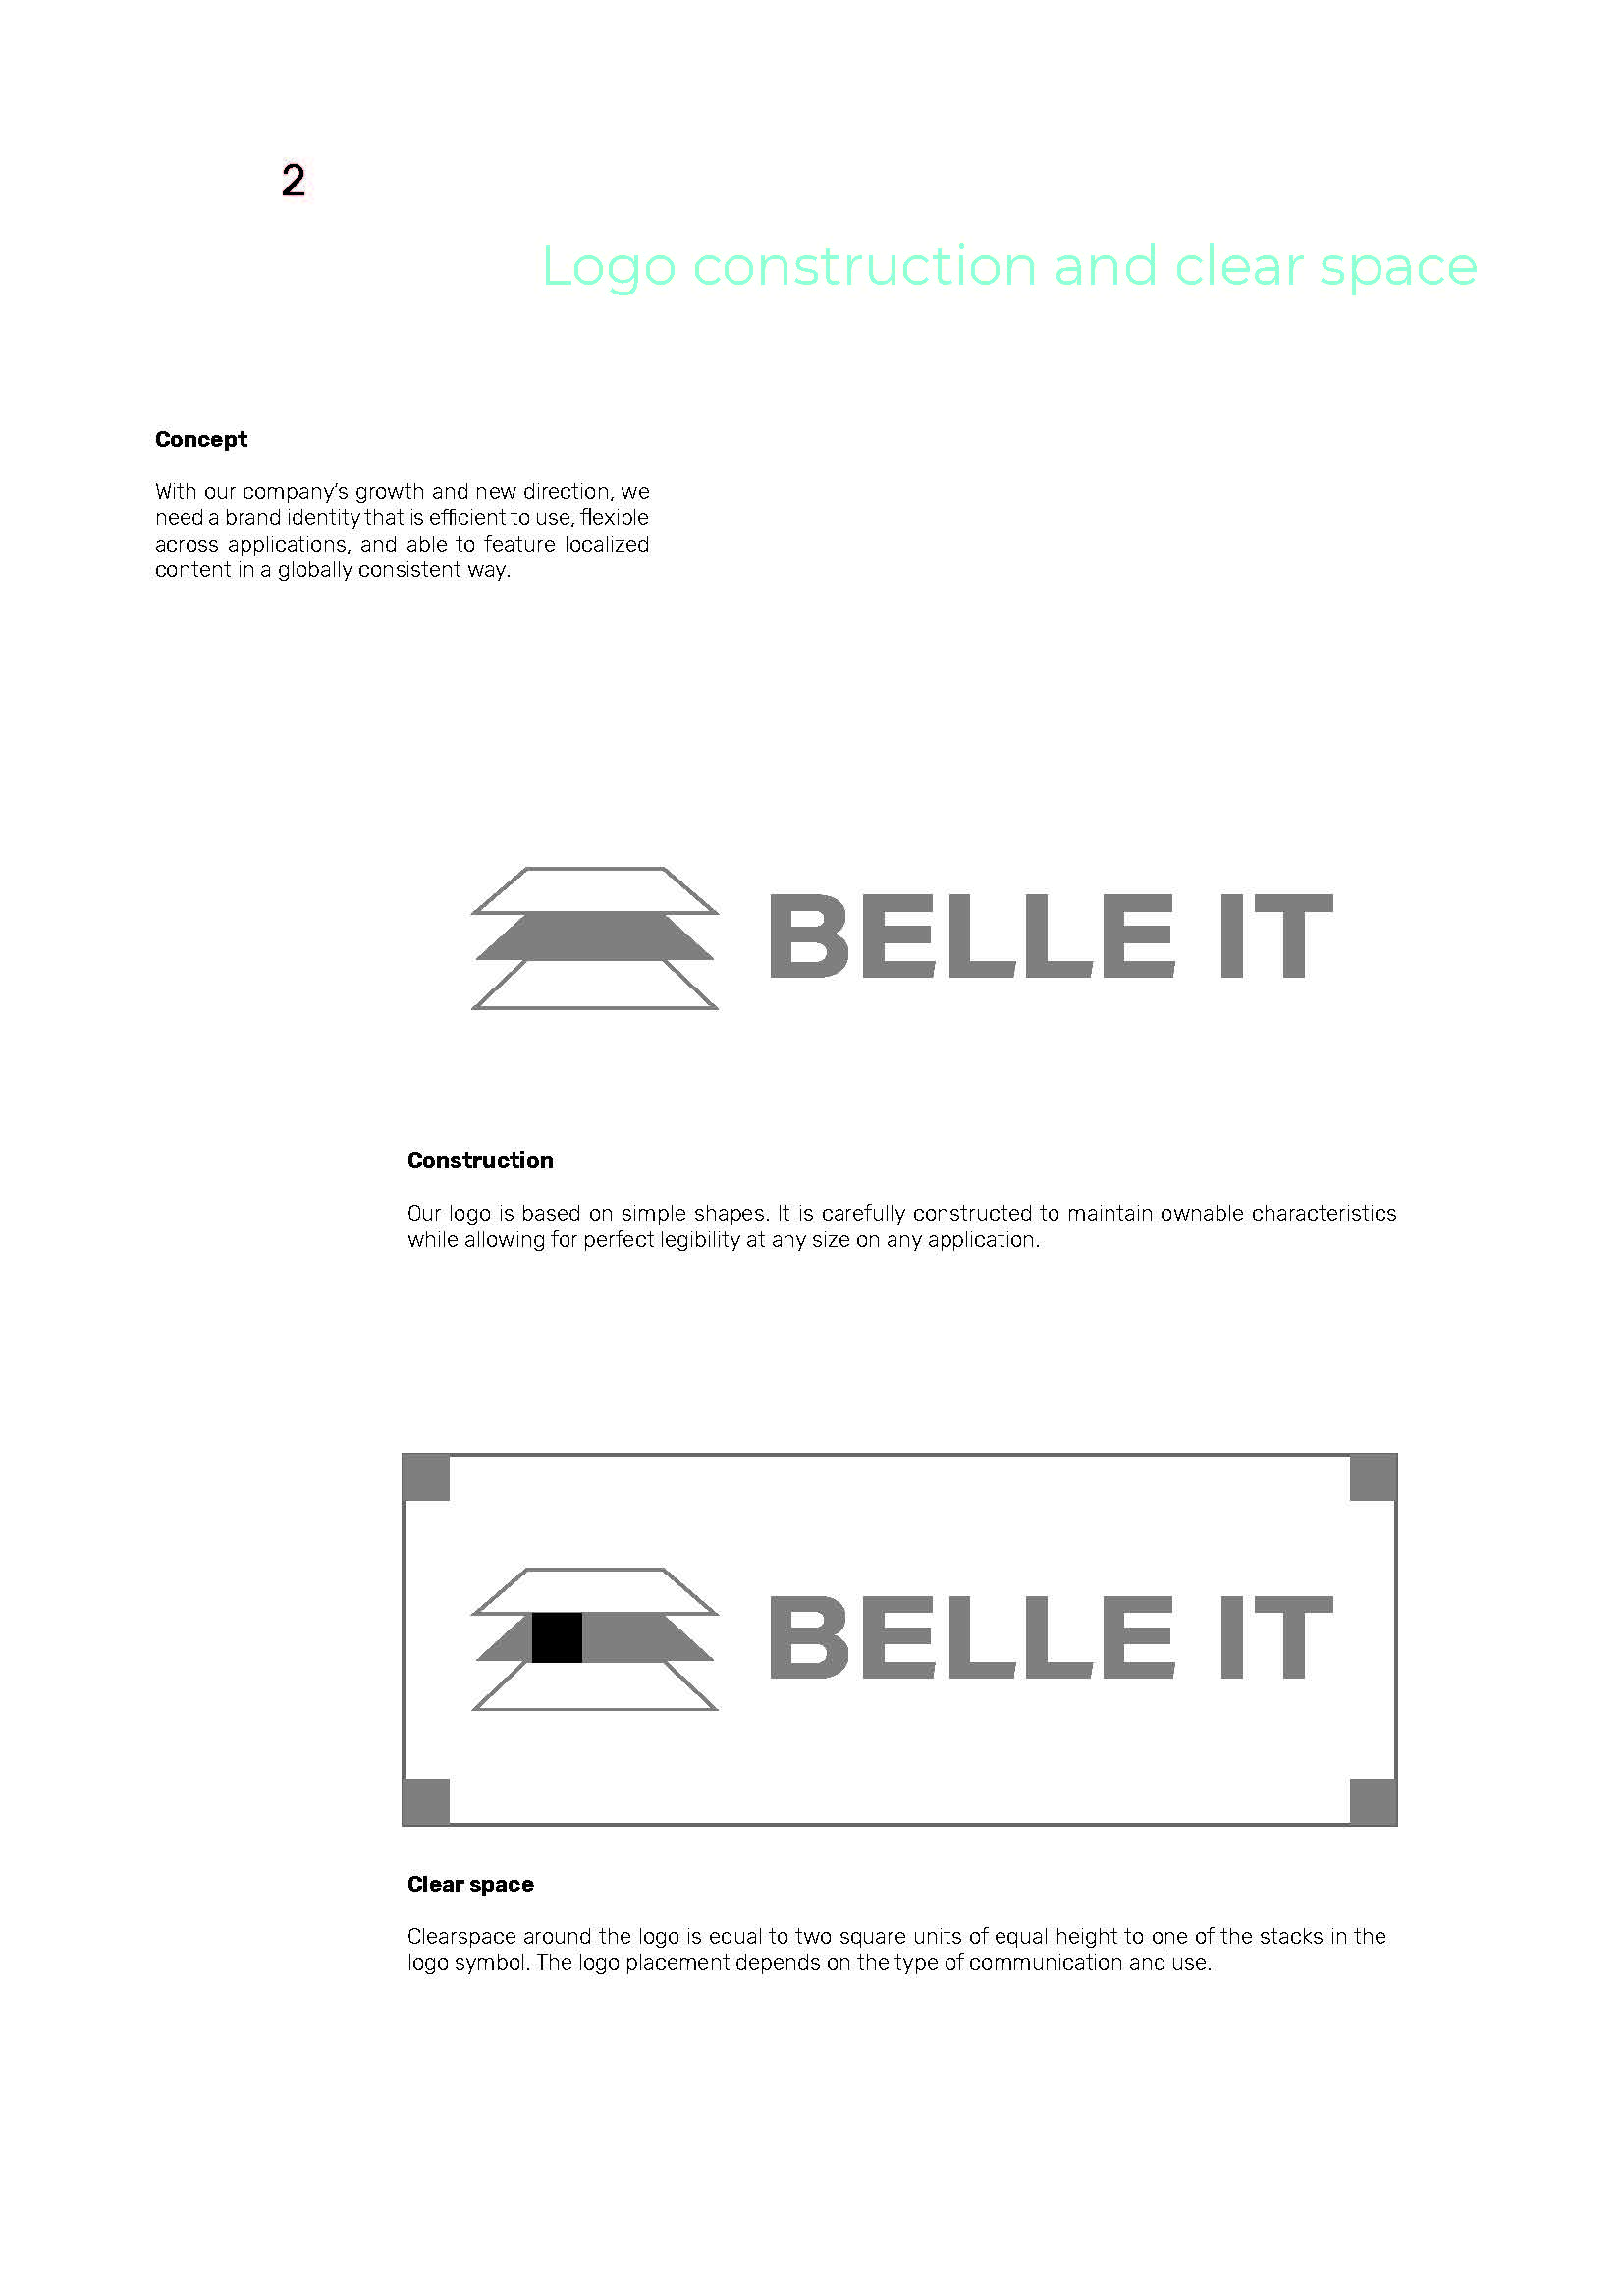 2
Logo construction and clear space
Concept
With our company's growth and new direction, we
need a brand identity that is efficient to use, flexible
across applications, and able to feature localized
content in a globally consistent way.
BELLE IT
Construction
Our logo is based on simple shapes. It is carefully constructed to maintain ownable characteristics
while allowing for perfect legibility at any size on any application.
BELLE IT
Clear space
Clearspace around the logo is equal to two square units of equal height to one of the stacks in the
logo symbol. The logo placement depends on the type of communication and use.